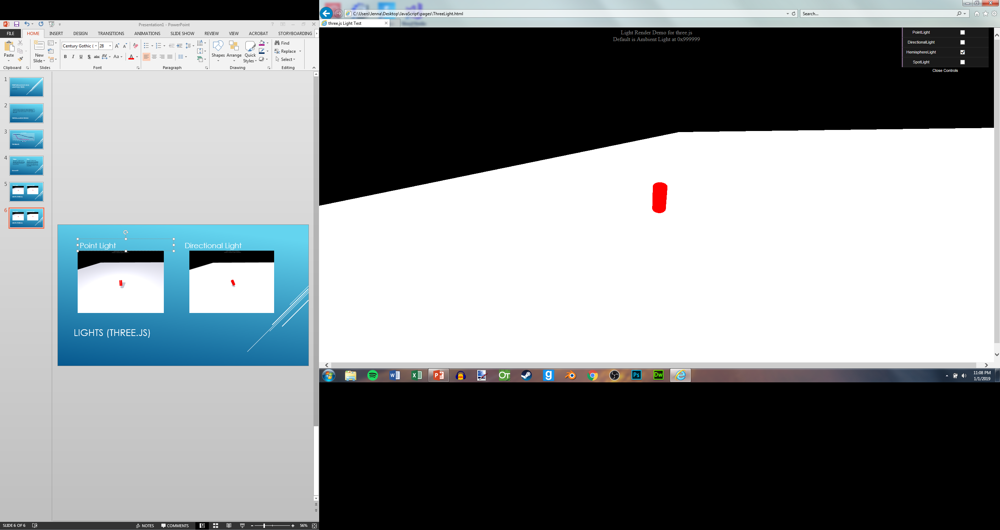 Presentation1 - PowerPoint
FILE HOME INSERT DESIGN TRANSITIONS ANIMATIONS SLIDE SHOW REVIEW VIEW ACROBAT STORYBOARDING
Century Gothic ( 28
Find
Replace
Select
Paste
New
Slide
B I U S abc AV Aa A
Shapes Arrange Quick
Styles
Clipboard Slides Font Paragraph Drawing Editing
1
2
3
4
5
6
Point Light
Directional Light
LIGHTS (THREE.JS)
SLIDE 6 OF 6
NOTES
COMMENTS
56%
C:\Users\Jenna\Desktop\JavaScript\pages\ThreeLight.html
Search...
three.js Light Test
Light Render Demo for three.js
Default is Ambient Light at 0x999999
PointLight
DirectionalLight
HemisphereLight
SpotLight
Close Controls
11:08 PM
1/1/2019